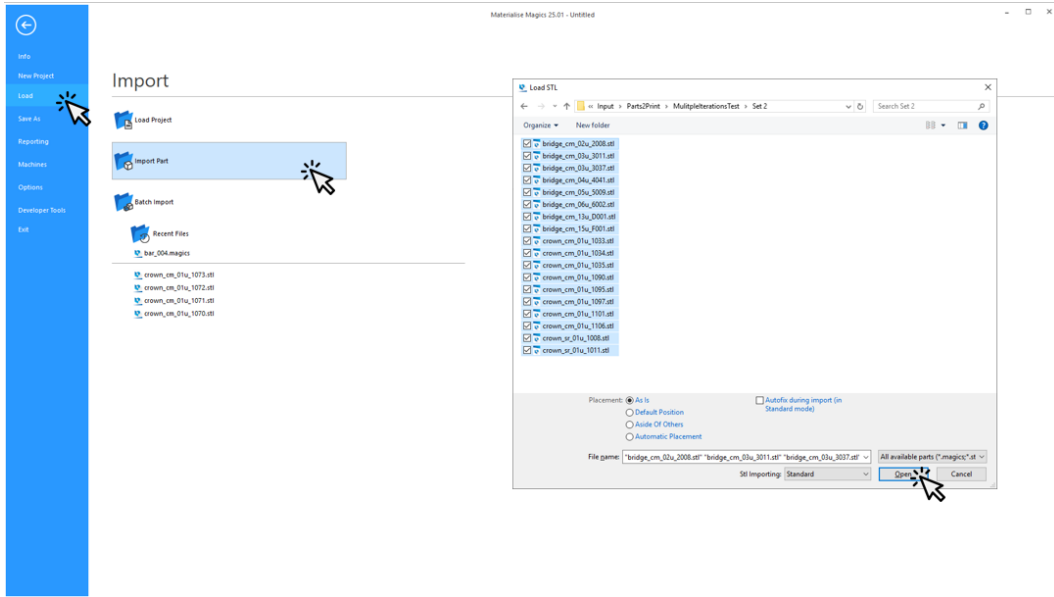 Materialise Magics 25.01 - Untitled
Info
New Project
Load
Save As
Reporting
Machines
Options
Developer Tools
Exit
Import
Load Project
Import Part
Batch Import
Recent Files
bar_004.magics
crown_cm_01u_1073.stl
crown_cm_01u_1072.stl
crown_cm_01u_1071.stl
crown_cm_01u_1070.stl
Load STL
« Input > Parts2Print > MulitpleIterationsTest > Set 2
Search Set 2
Organize New folder
bridge_cm_02u_2008.stl
bridge_cm_03u_3011.stl
bridge_cm_03u_3037.stl
bridge_cm_04u_4041.stl
bridge_cm_05u_5009.stl
bridge_cm_06u_6002.stl
bridge_cm_13u_D001.stl
bridge_cm_15u_F001.stl
crown_cm_01u_1033.stl
crown_cm_01u_1034.stl
crown_cm_01u_1035.stl
crown_cm_01u_1090.stl
crown_cm_01u_1095.stl
crown_cm_01u_1097.stl
crown_cm_01u_1101.stl
crown_cm_01u_1106.stl
crown_sr_01u_1008.stl
crown_sr_01u_1011.stl
Placement: As Is
Default Position
Aside Of Others
Automatic Placement
Autofix during import (in
Standard mode)
File name: "bridge_cm_02u_2008.stl" "bridge_cm_03u_3011.stl" "bridge_cm_03u_3037.stl"
All available parts (*.magics;*.st
Stl Importing: Standard
Open Cancel